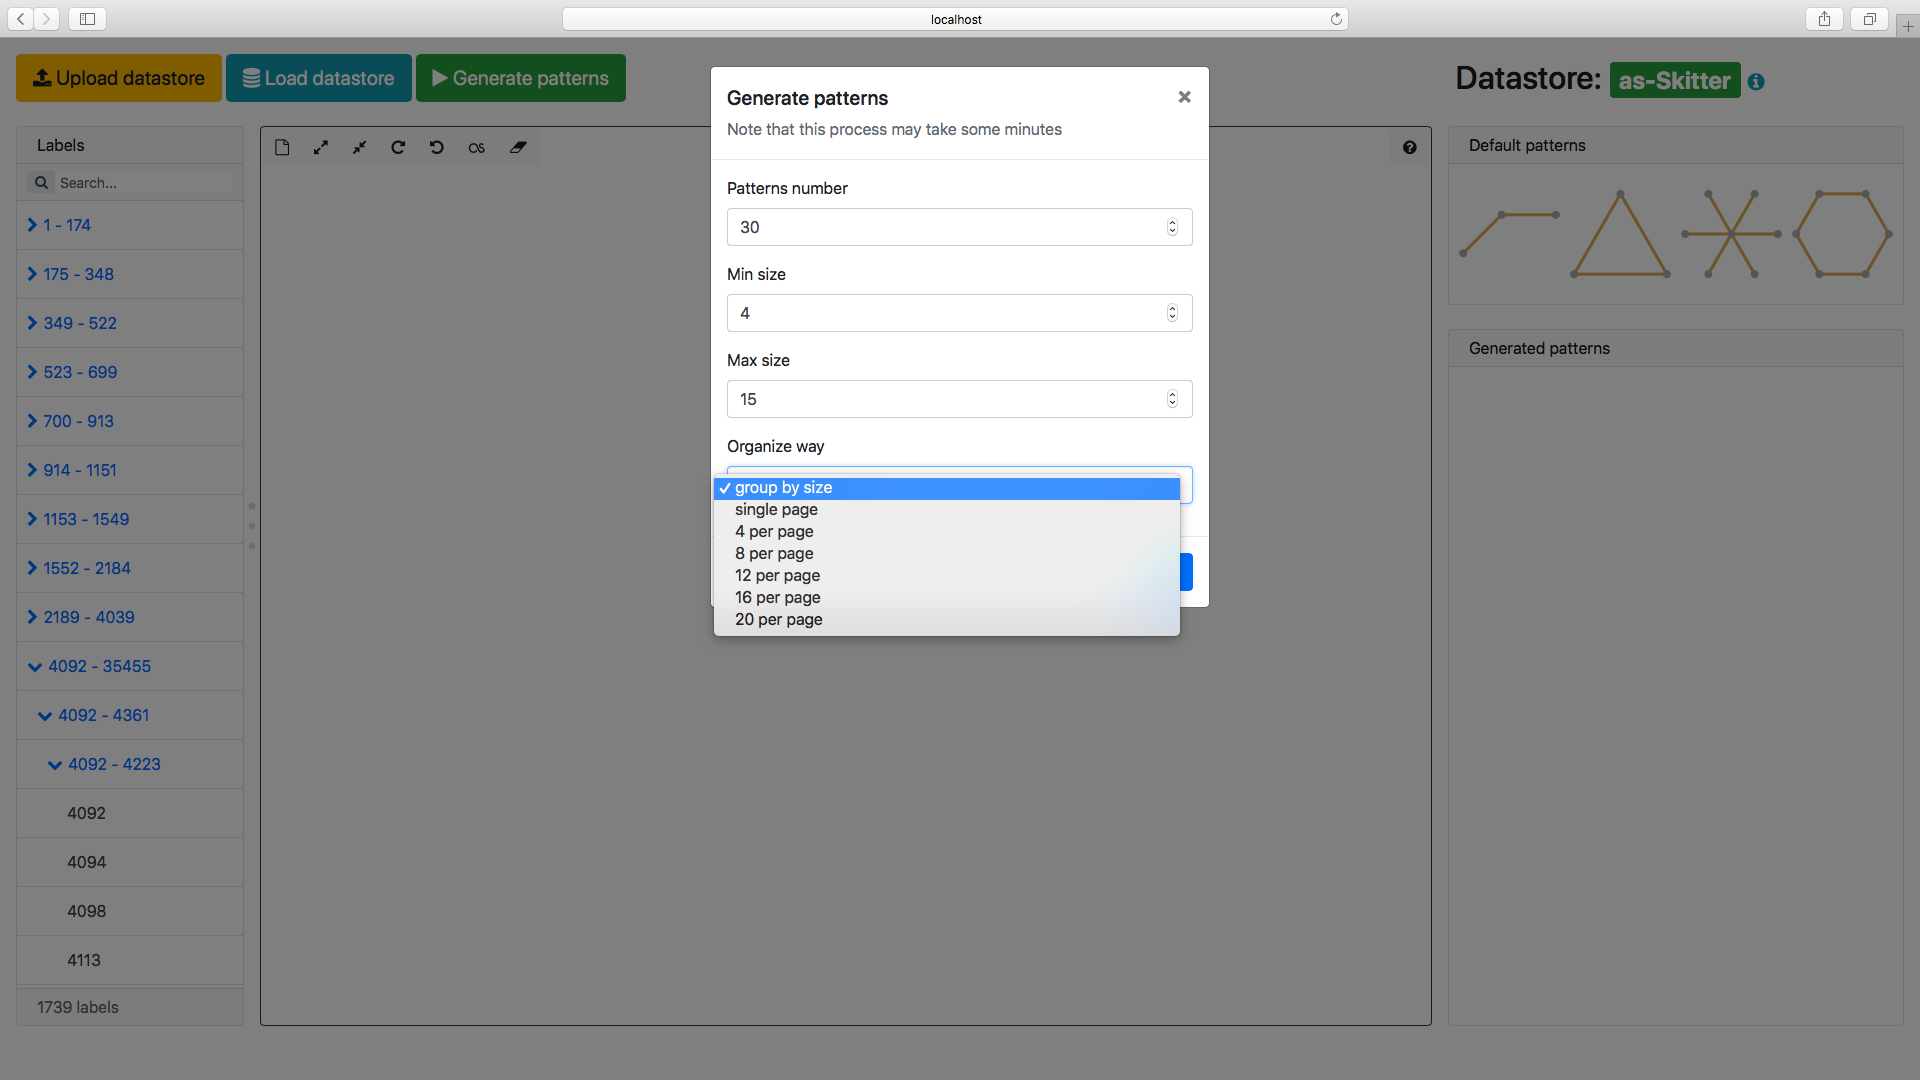 localhost
Upload datastore
Load datastore
Generate patterns
Datastore: as-Skitter
Labels
Search...
1 - 174
175 - 348
349 - 522
523 - 699
700 - 913
914 - 1151
1153 - 1549
1552 - 2184
2189 - 4039
4092 - 35455
4092 - 4361
4092 - 4223
4092
4094
4098
4113
1739 labels
Generate patterns
Note that this process may take some minutes
Patterns number
30
Min size
4
Max size
15
Organize way
group by size
single page
4 per page
8 per page
12 per page
16 per page
20 per page
Default patterns
Generated patterns